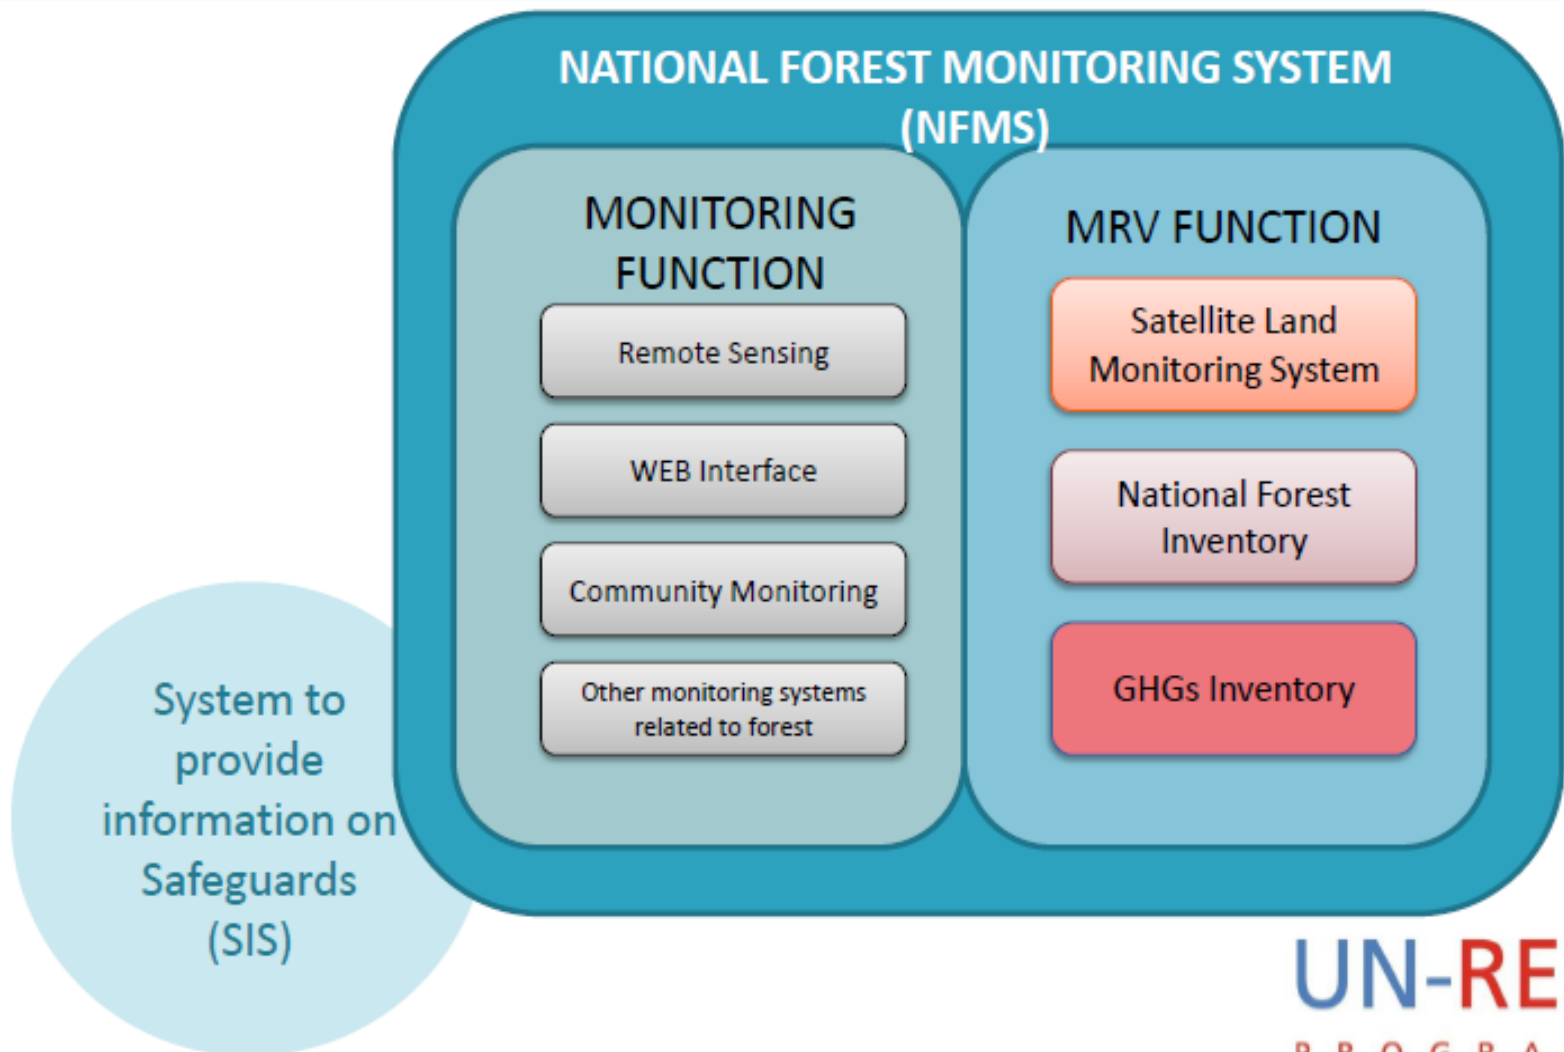 NATIONAL FOREST MONITORING SYSTEM
(NFMS)
MONITORING
FUNCTION
Remote Sensing
WEB Interface
Community Monitoring
Other monitoring systems
related to forest
MRV FUNCTION
Satellite Land
Monitoring System
National Forest
Inventory
GHGs Inventory
System to
provide
information on
Safeguards
(SIS)
UN-RE
PROGRA